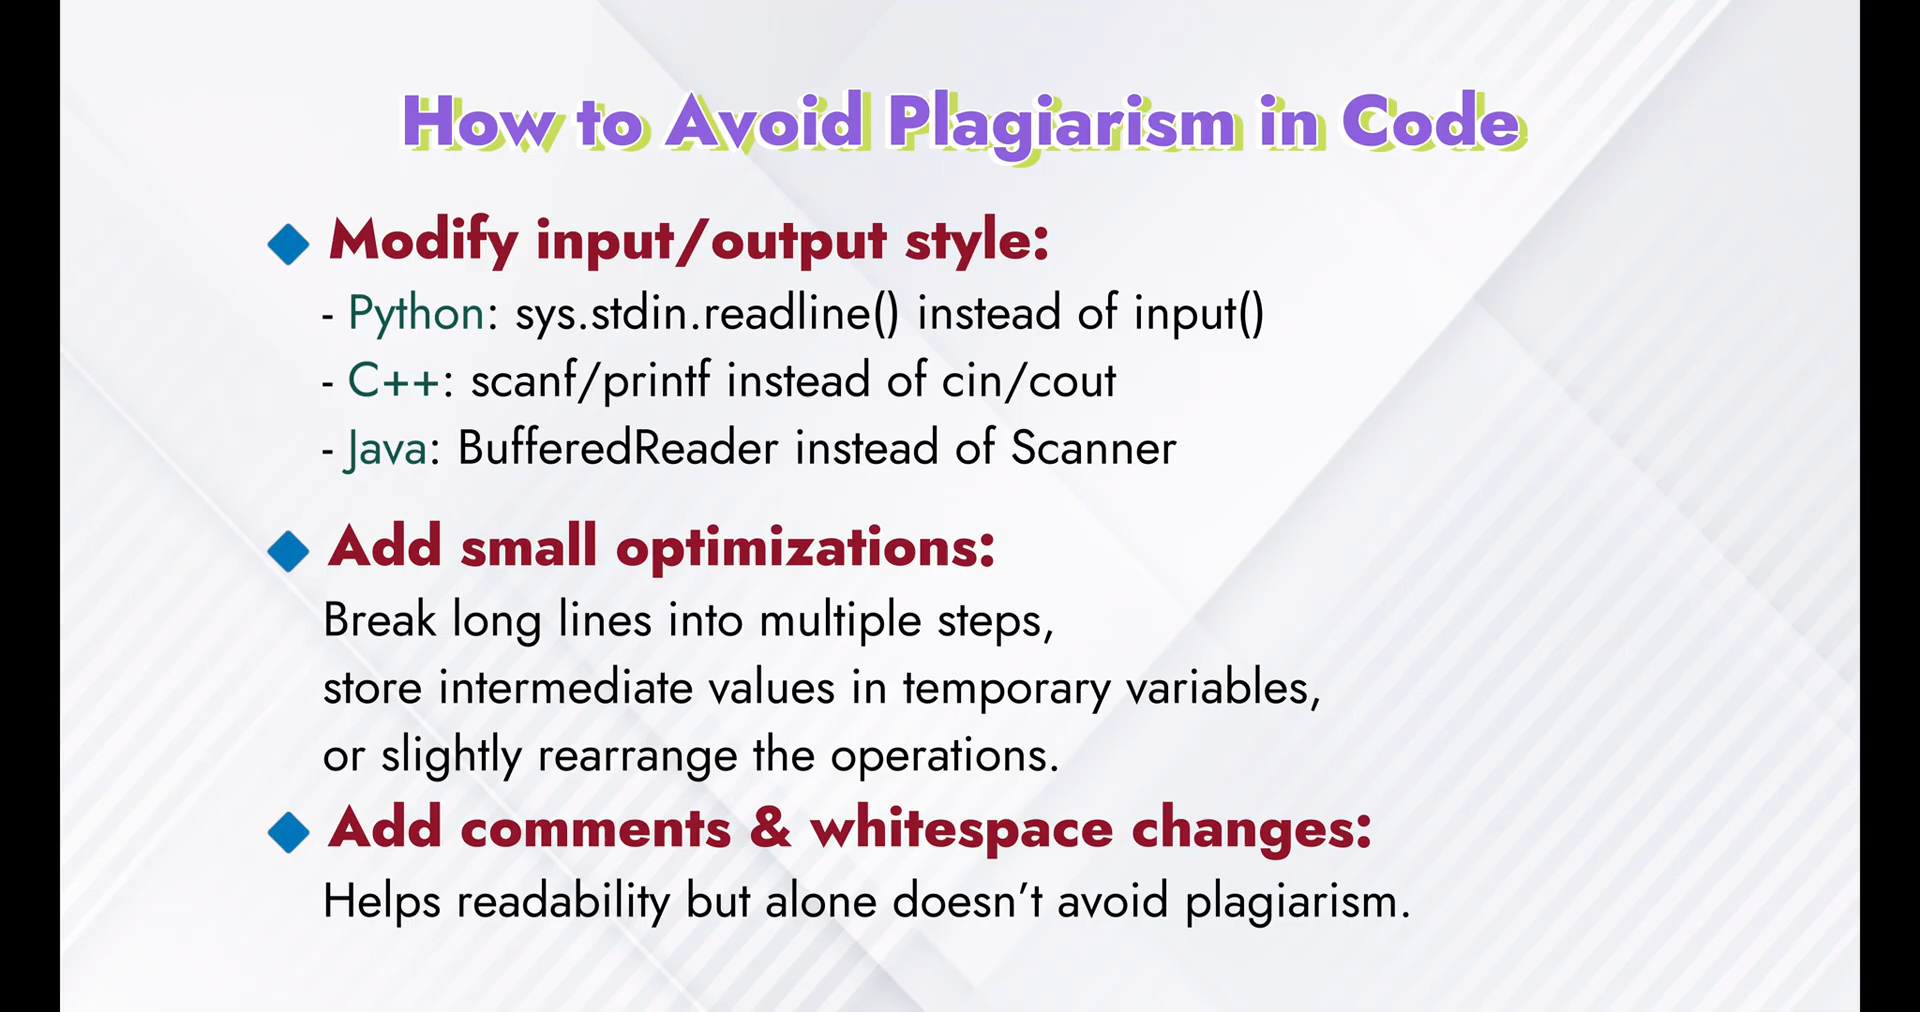 How to Avoid Plagiarism in Code
Modify input/output style:
- Python: sys.stdin.readline() instead of input()
- C++: scanf/printf instead of cin/cout
- Java: BufferedReader instead of Scanner
Add small optimizations:
Break long lines into multiple steps,
store intermediate values in temporary variables,
or slightly rearrange the operations.
Add comments & whitespace changes:
Helps readability but alone doesn’t avoid plagiarism.